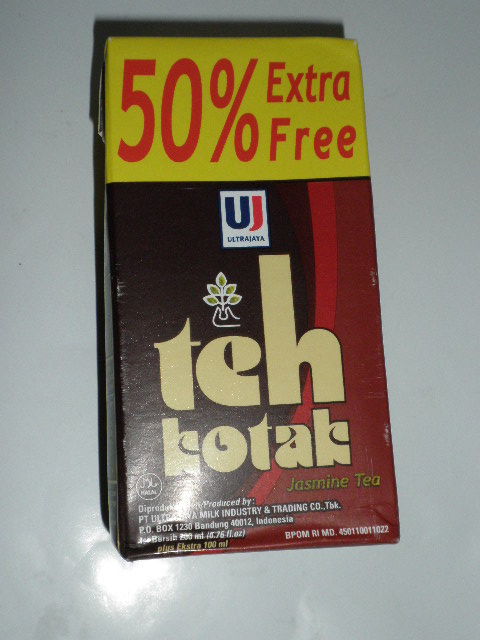 50% Extra
Free
UJ
ULTRAJAYA
teh
kotak
Jasmine Tea
HALAL
Produced by:
PT MILK INDUSTRY & TRADING CO.,Tbk.
P.O. BOX 1230 Bandung 40012, Indonesia
Bersih 200 ml (6.76 fl.oz)
plus Ekstra 100 ml
BPOM RI MD. 450110011022